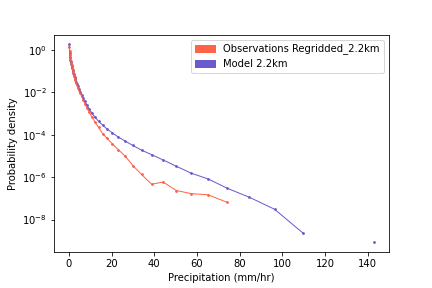 Observations Regridded_2.2km
Model 2.2km
Probability density
10^0
10^-2
10^-4
10^-6
10^-8
0 20 40 60 80 100 120 140
Precipitation (mm/hr)